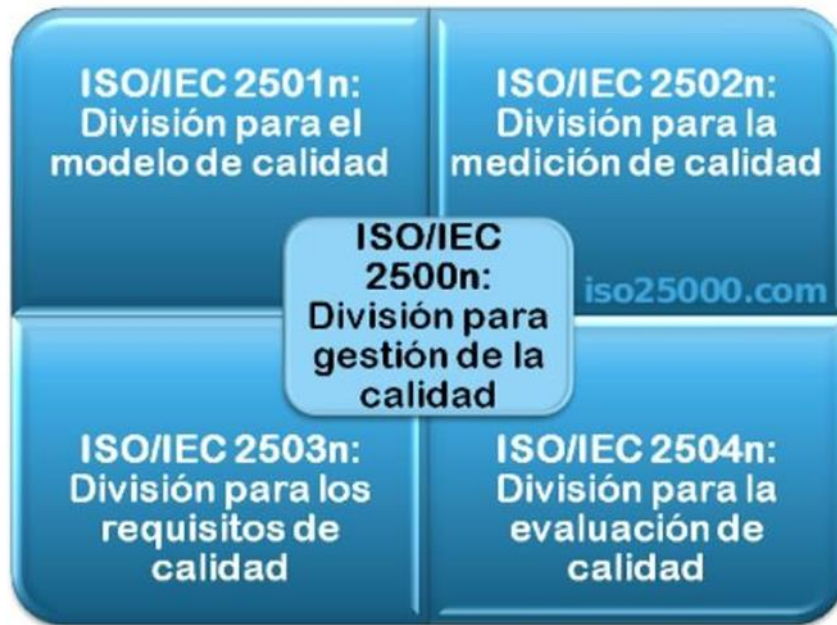 ISO/IEC 2501n:
División para el
modelo de calidad
ISO/IEC 2502n:
División para la
medición de calidad
ISO/IEC
2500n:
División para
gestión de la
calidad
iso25000.com
ISO/IEC 2503n:
División para los
requisitos de
calidad
ISO/IEC 2504n:
División para la
evaluación de
calidad